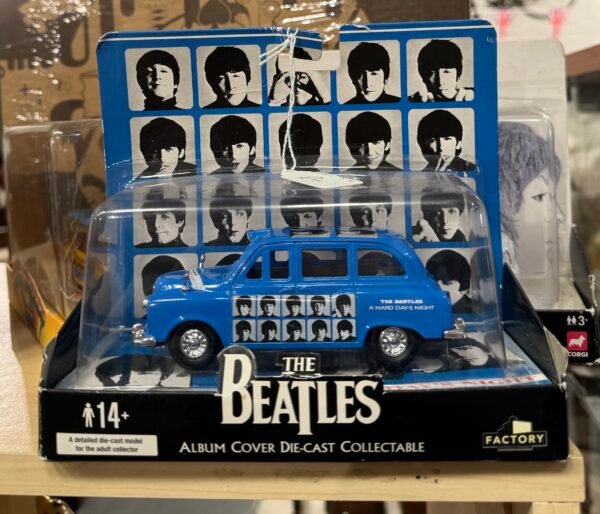 THE BEATLES
A HARD DAYS NIGHT
THE
BEATLES
ALBUM COVER DIE-CAST COLLECTABLE
14+
A detailed die-cast model
for the adult collector
FACTORY
3+
CORGI